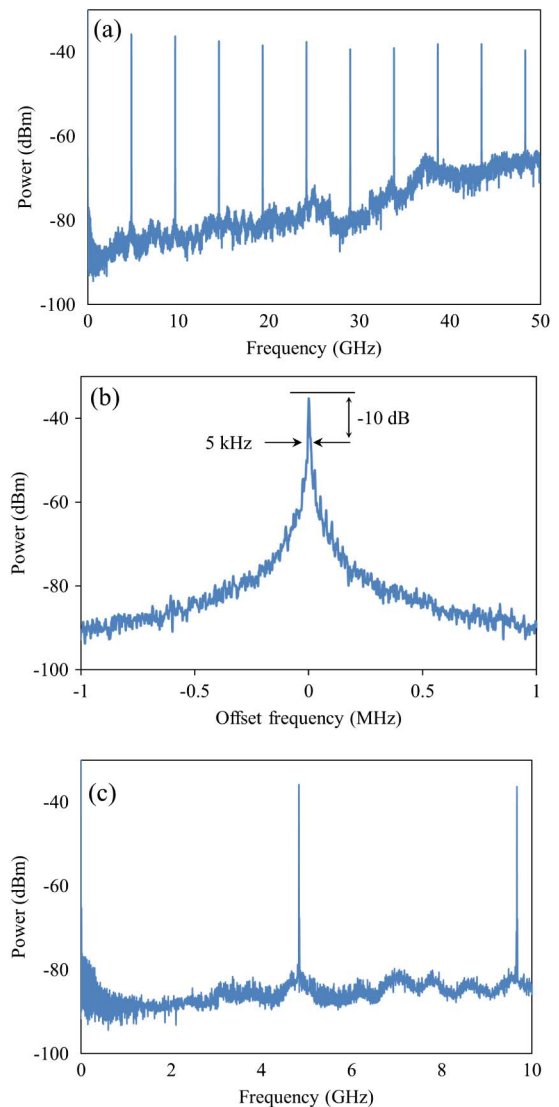 (a)
-40
-60
-80
-100
Power (dBm)
0 10 20 30 40 50
Frequency (GHz)
(b)
-10 dB
5 kHz
-40
-60
-80
-100
Power (dBm)
-1 -0.5 0 0.5 1
Offset frequency (MHz)
(c)
-40
-60
-80
-100
Power (dBm)
0 2 4 6 8 10
Frequency (GHz)